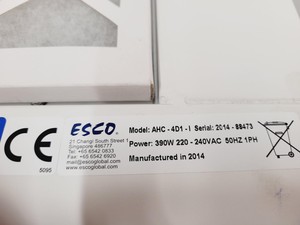 ESCO®
21 Changi South Street 1
Singapore 486777
Tel +65 6542 0833
Fax +65 6542 6920
mail@escoglobal.com
www.escoglobal.com
Model: AHC - 4D1 - I Serial: 2014 - 88473
Power: 390W 220 - 240VAC 50HZ 1PH
Manufactured in 2014
CE
5095